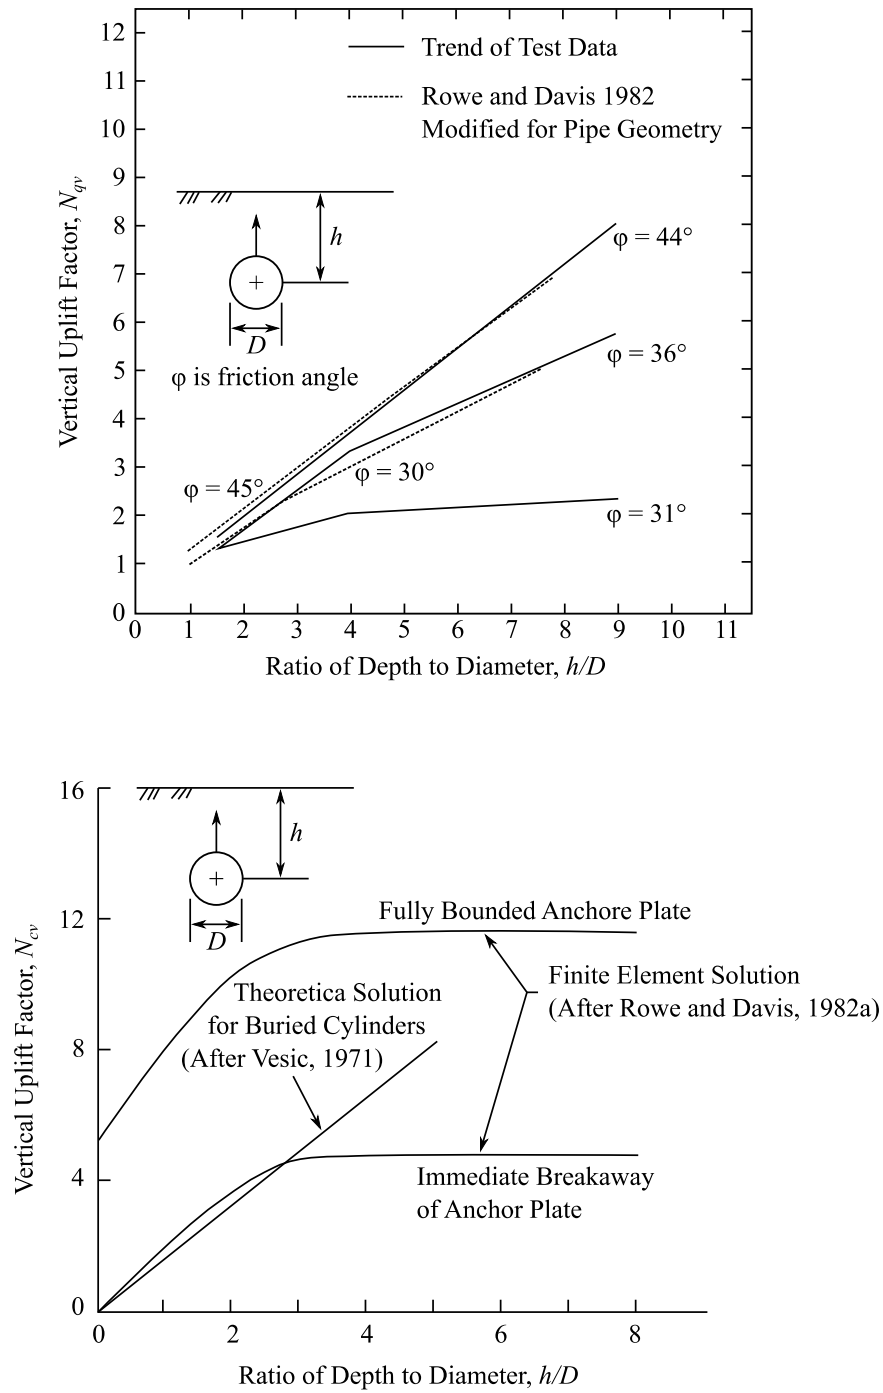 12
11
10
9
8
7
6
5
4
3
2
1
0
Vertical Uplift Factor, Nqv
Trend of Test Data
Rowe and Davis 1982
Modified for Pipe Geometry
h
D
φ is friction angle
φ = 44°
φ = 36°
φ = 45°
φ = 30°
φ = 31°
0 1 2 3 4 5 6 7 8 9 10 11
Ratio of Depth to Diameter, h/D
16
12
8
4
0
Vertical Uplift Factor, Ncv
h
D
Fully Bounded Anchore Plate
Theoretica Solution
for Buried Cylinders
(After Vesic, 1971)
Finite Element Solution
(After Rowe and Davis, 1982a)
Immediate Breakaway
of Anchor Plate
0 2 4 6 8
Ratio of Depth to Diameter, h/D